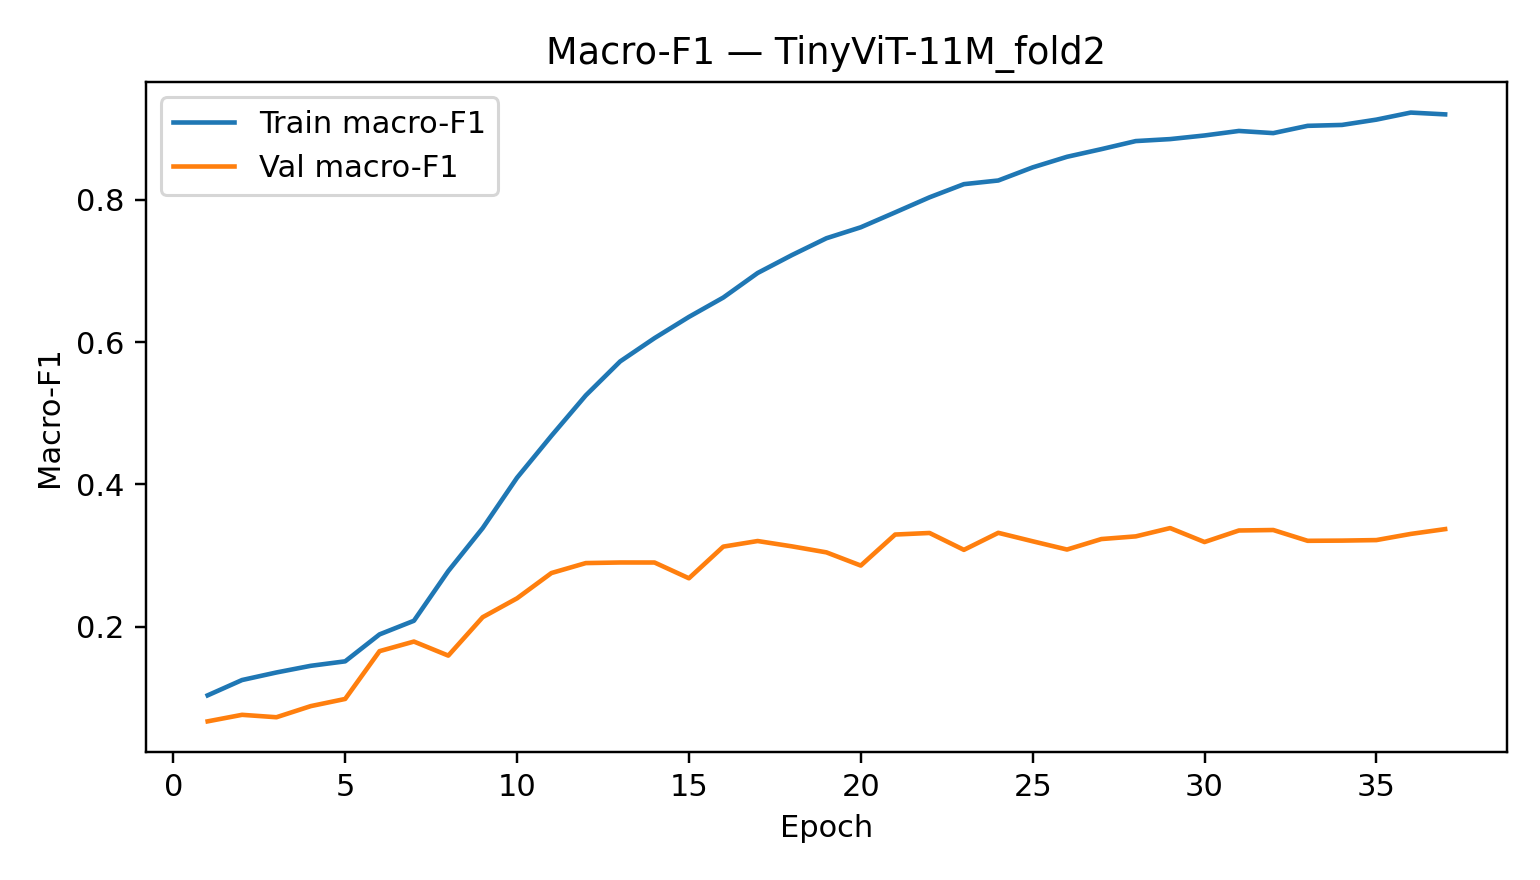 Macro-F1 — TinyViT-11M_fold2
Train macro-F1
Val macro-F1
Macro-F1
0.8
0.6
0.4
0.2
0 5 10 15 20 25 30 35
Epoch